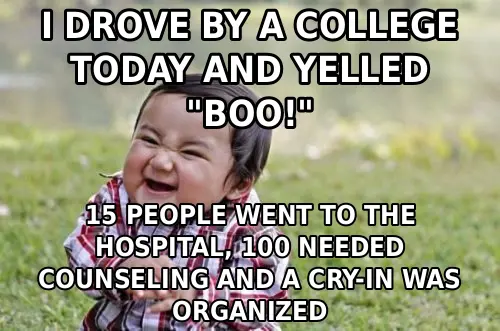 I DROVE BY A COLLEGE
TODAY AND YELLED
"BOO!"
15 PEOPLE WENT TO THE
HOSPITAL, 100 NEEDED
COUNSELING AND A CRY-IN WAS
ORGANIZED